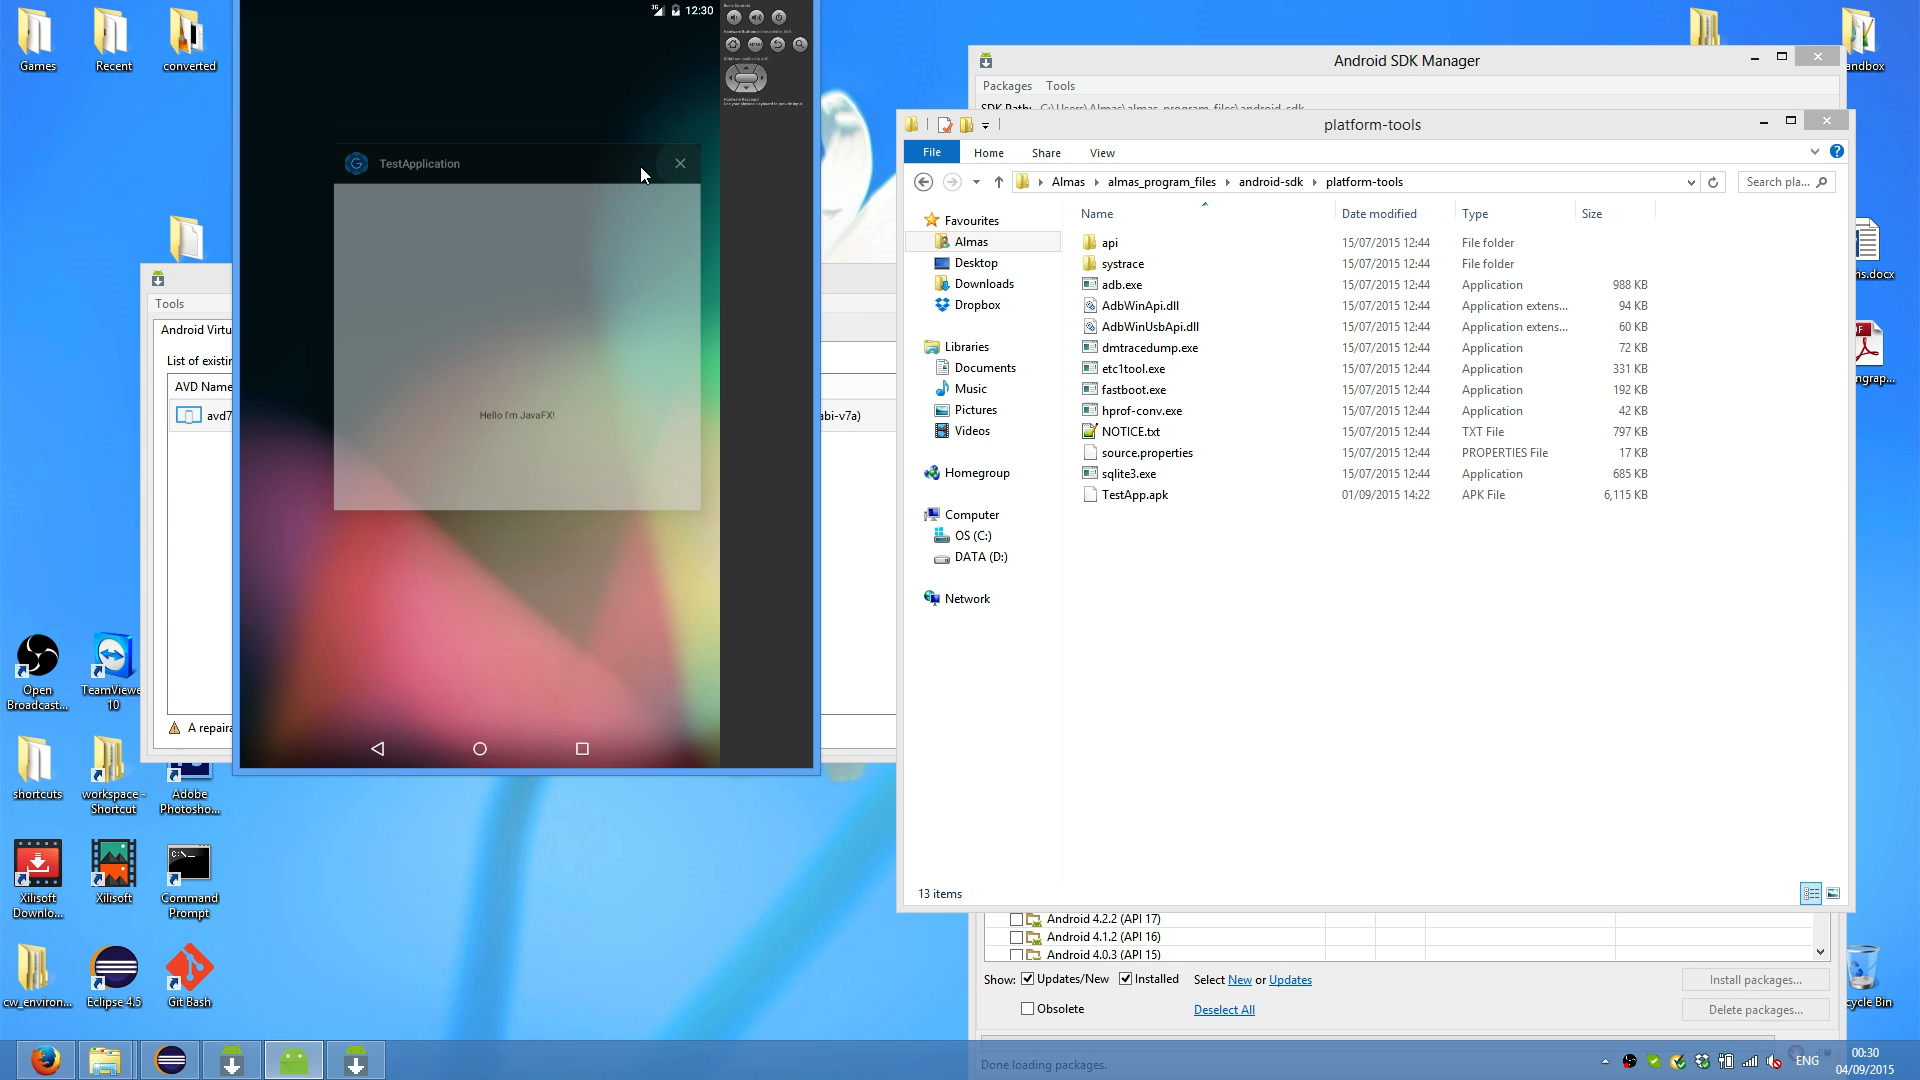 Games
Recent
converted
3G
12:30
Android SDK Manager
Packages Tools
andbox
platform-tools
File Home Share View
Almas almas_program_files android-sdk platform-tools
Search pla...
TestApplication
Name Date modified Type Size
Favourites
Almas
Desktop
Downloads
Dropbox
Libraries
Documents
Music
Pictures
Videos
Homegroup
Computer
OS (C:)
DATA (D:)
Network
api 15/07/2015 12:44 File folder
systrace 15/07/2015 12:44 File folder
adb.exe 15/07/2015 12:44 Application 988 KB
AdbWinApi.dll 15/07/2015 12:44 Application extens... 94 KB
AdbWinUsbApi.dll 15/07/2015 12:44 Application extens... 60 KB
dmtracedump.exe 15/07/2015 12:44 Application 72 KB
etc1tool.exe 15/07/2015 12:44 Application 331 KB
fastboot.exe 15/07/2015 12:44 Application 192 KB
hprof-conv.exe 15/07/2015 12:44 Application 42 KB
NOTICE.txt 15/07/2015 12:44 TXT File 797 KB
source.properties 15/07/2015 12:44 PROPERTIES File 17 KB
sqlite3.exe 15/07/2015 12:44 Application 685 KB
TestApp.apk 01/09/2015 14:22 APK File 6,115 KB
13 items
Tools
Android Virtu
List of existin
AVD Name
avd7
abi-v7a)
A repaira
Hello I'm JavaFX!
ns.docx
ngrap...
Open
Broadcast...
TeamViewe
10
shortcuts
workspace -
Shortcut
Adobe
Photosho...
Xilisoft
Downlo...
Xilisoft
Command
Prompt
cw_environ...
Eclipse 4.5
Git Bash
Android 4.2.2 (API 17)
Android 4.1.2 (API 16)
Android 4.0.3 (API 15)
Show: Updates/New Installed Select New or Updates
Install packages...
Obsolete Deselect All
Delete packages...
Done loading packages.
cycle Bin
ENG
00:30
04/09/2015